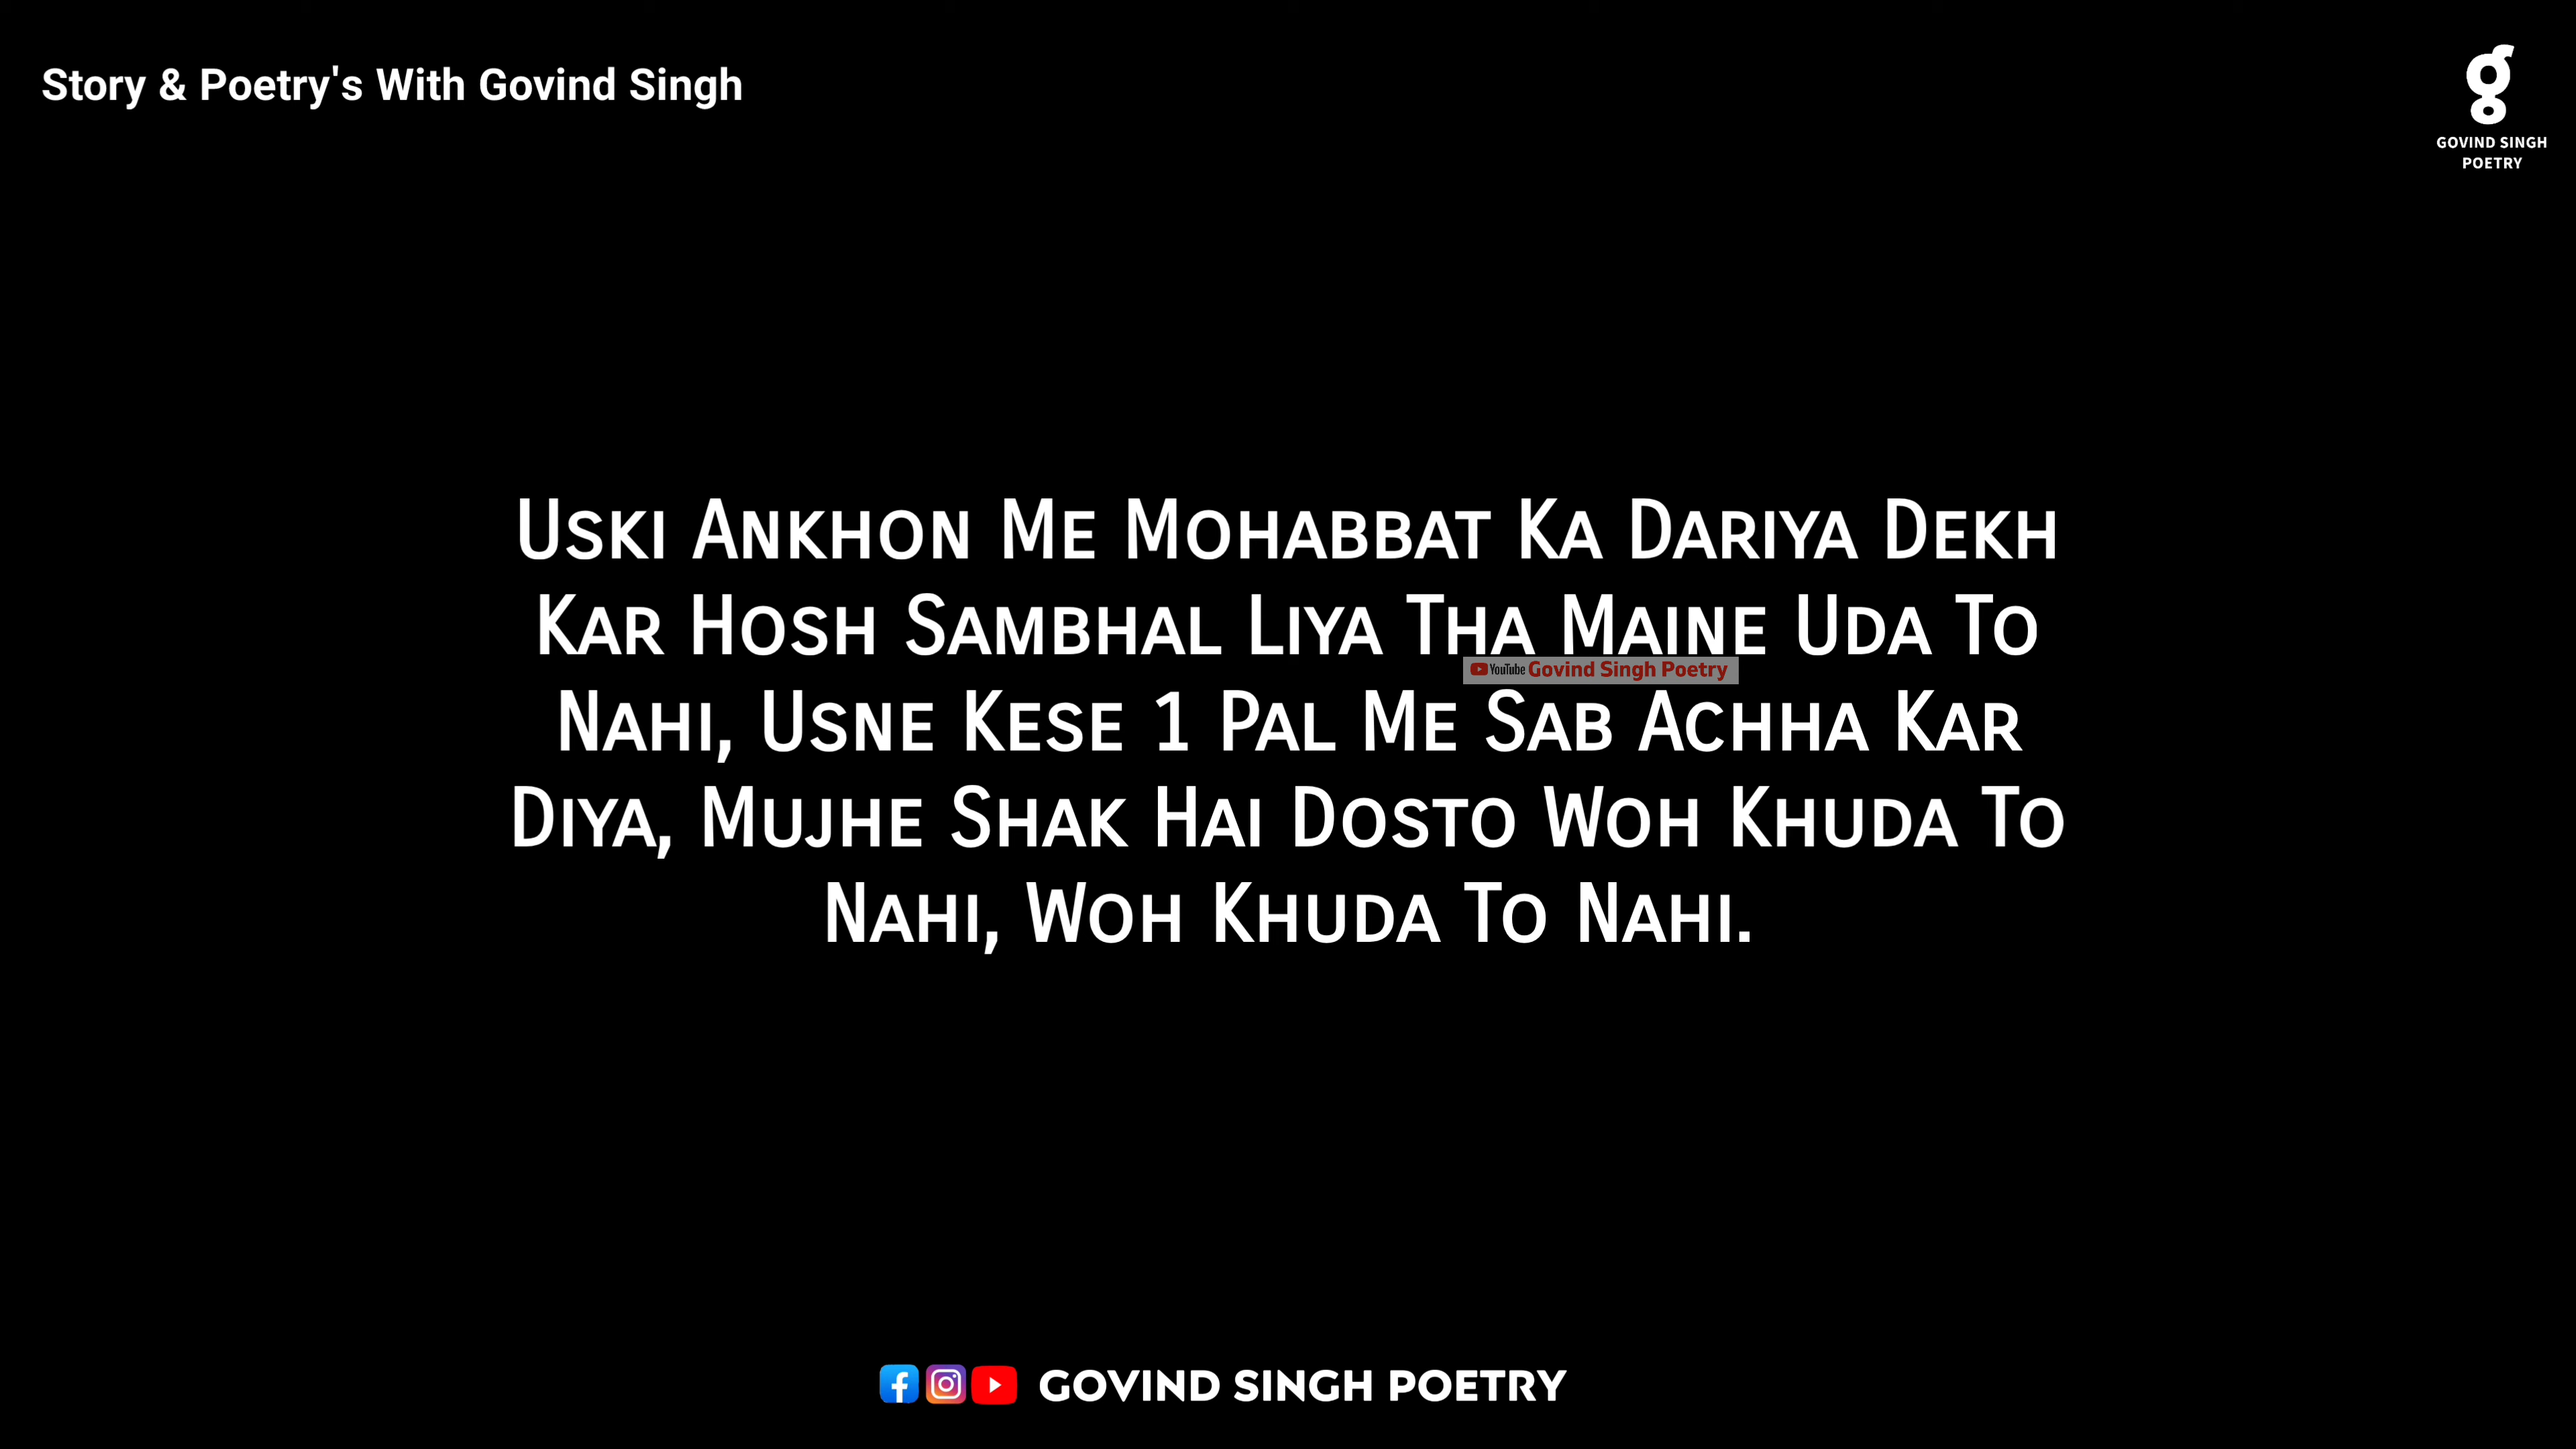 Story & Poetry's With Govind Singh
g
GOVIND SINGH
POETRY
Uski Ankhon Me Mohabbat Ka Dariya Dekh
Kar Hosh Sambhal Liya Tha Maine Uda To
YouTube Govind Singh Poetry
Nahi, Usne Kese 1 Pal Me Sab Achha Kar
Diya, Mujhe Shak Hai Dosto Woh Khuda To
Nahi, Woh Khuda To Nahi.
GOVIND SINGH POETRY